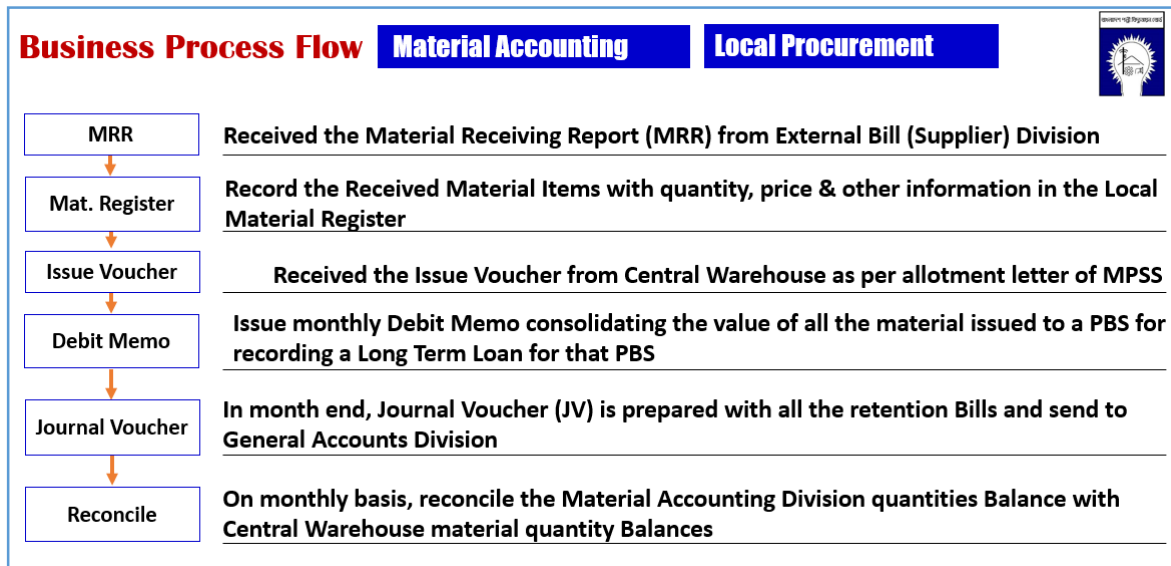 Business Process Flow Material Accounting Local Procurement
বাংলাদেশ পল্লী বিদ্যুতায়ন বোর্ড
MRR Received the Material Receiving Report (MRR) from External Bill (Supplier) Division
Mat. Register Record the Received Material Items with quantity, price & other information in the Local
Material Register
Issue Voucher Received the Issue Voucher from Central Warehouse as per allotment letter of MPSS
Debit Memo Issue monthly Debit Memo consolidating the value of all the material issued to a PBS for
recording a Long Term Loan for that PBS
Journal Voucher In month end, Journal Voucher (JV) is prepared with all the retention Bills and send to
General Accounts Division
Reconcile On monthly basis, reconcile the Material Accounting Division quantities Balance with
Central Warehouse material quantity Balances